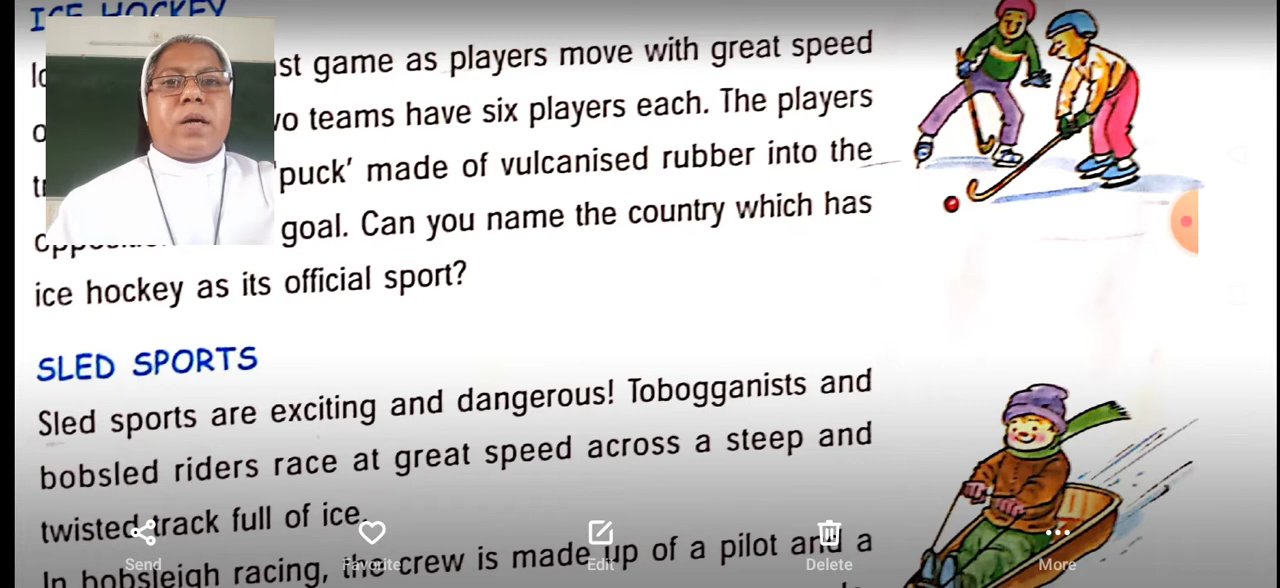 ICE HOCKEY
st game as players move with great speed
o teams have six players each. The players
'puck' made of vulcanised rubber into the
goal. Can you name the country which has
ice hockey as its official sport?
SLED SPORTS
Sled sports are exciting and dangerous! Tobogganists and
bobsled riders race at great speed across a steep and
twisted track full of ice.
In bobsleigh racing, the crew is made up of a pilot and a
Send Favorite Edit Delete More